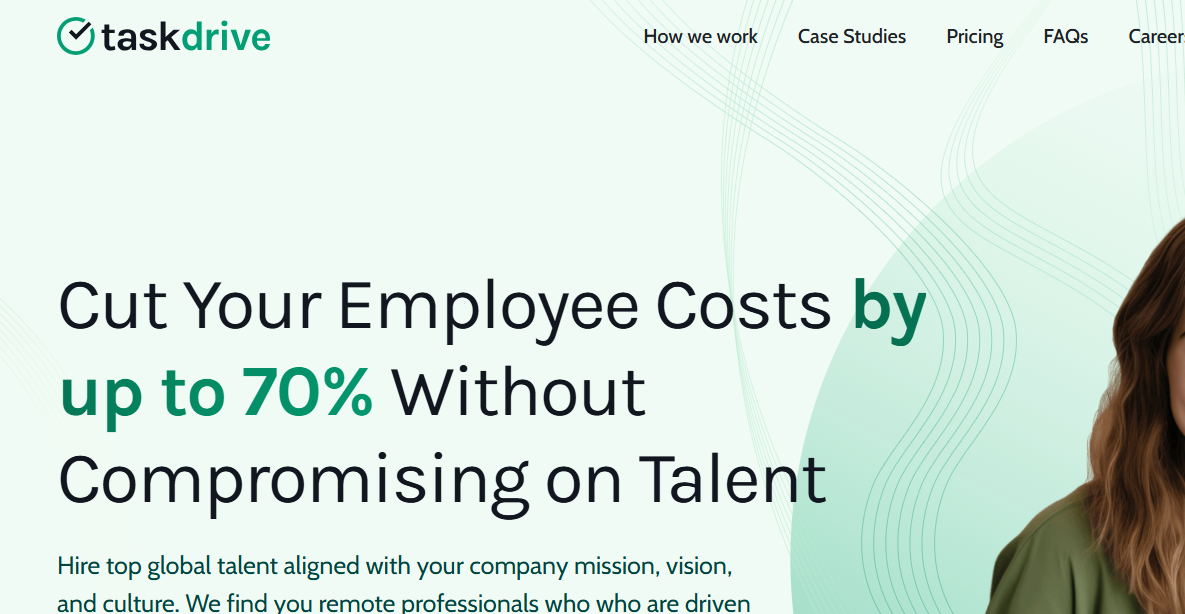 taskdrive
How we work Case Studies Pricing FAQs Careers
Cut Your Employee Costs by
up to 70% Without
Compromising on Talent
Hire top global talent aligned with your company mission, vision,
and culture. We find you remote professionals who who are driven